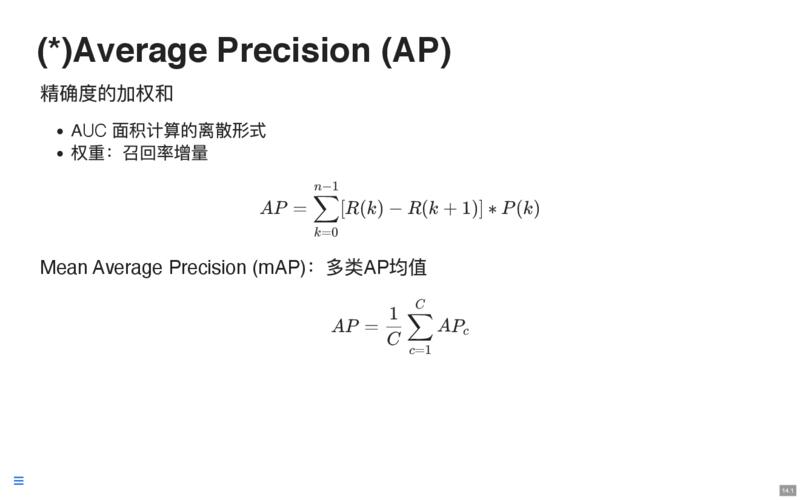 (*)Average Precision (AP)
精确度的加权和
• AUC 面积计算的离散形式
• 权重：召回率增量
AP = \sum_{k=0}^{n-1} [R(k) − R(k + 1)] ∗ P(k)
Mean Average Precision (mAP)：多类AP均值
AP = \frac{1}{C} \sum_{c=1}^{C} AP_c
14.1